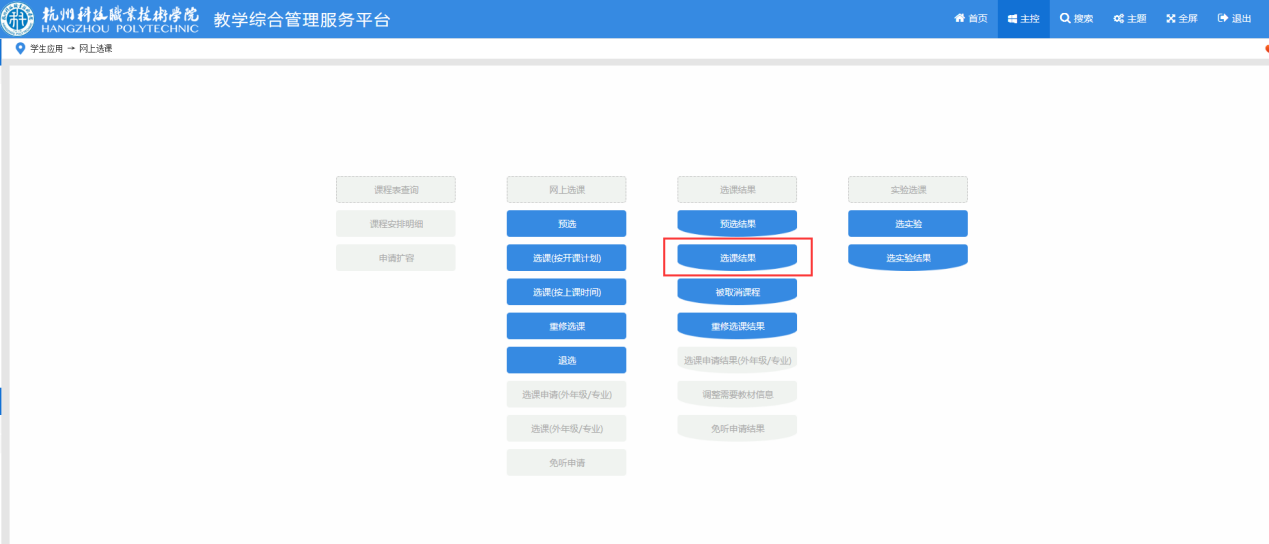 杭州科技職業技術學院
HANGZHOU POLYTECHNIC
教学综合管理服务平台
首页
主控
搜索
主题
全屏
退出
学生应用 → 网上选课
课程表查询
课程安排明细
申请扩容
网上选课
预选
选课(按开课计划)
选课(按上课时间)
重修选课
退选
选课申请(外年级/专业)
选课(外年级/专业)
免听申请
选课结果
预选结果
选课结果
被取消课程
重修选课结果
选课申请结果(外年级/专业)
调整需要教材信息
免听申请结果
实验选课
选实验
选实验结果